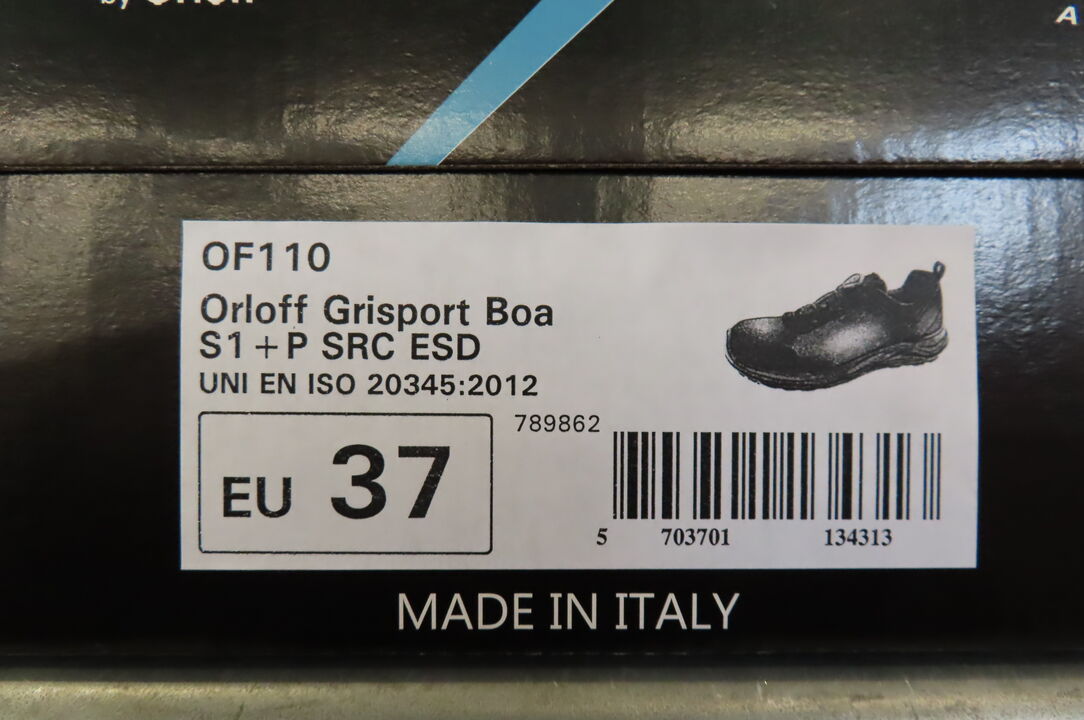 by
A
OF110
Orloff Grisport Boa
S1+P SRC ESD
UNI EN ISO 20345:2012
789862
EU 37
5 703701 134313
MADE IN ITALY